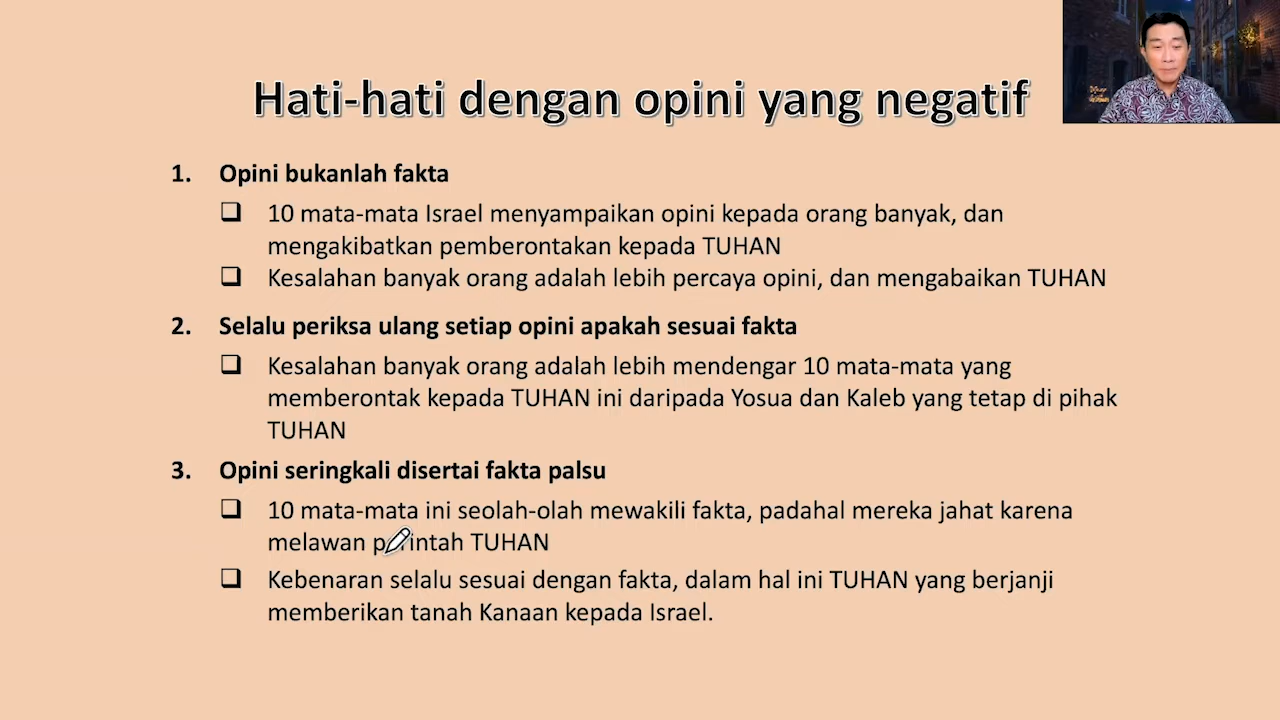 Hati-hati dengan opini yang negatif
1. Opini bukanlah fakta
10 mata-mata Israel menyampaikan opini kepada orang banyak, dan
mengakibatkan pemberontakan kepada TUHAN
Kesalahan banyak orang adalah lebih percaya opini, dan mengabaikan TUHAN
2. Selalu periksa ulang setiap opini apakah sesuai fakta
Kesalahan banyak orang adalah lebih mendengar 10 mata-mata yang
memberontak kepada TUHAN ini daripada Yosua dan Kaleb yang tetap di pihak
TUHAN
3. Opini seringkali disertai fakta palsu
10 mata-mata ini seolah-olah mewakili fakta, padahal mereka jahat karena
melawan perintah TUHAN
Kebenaran selalu sesuai dengan fakta, dalam hal ini TUHAN yang berjanji
memberikan tanah Kanaan kepada Israel.